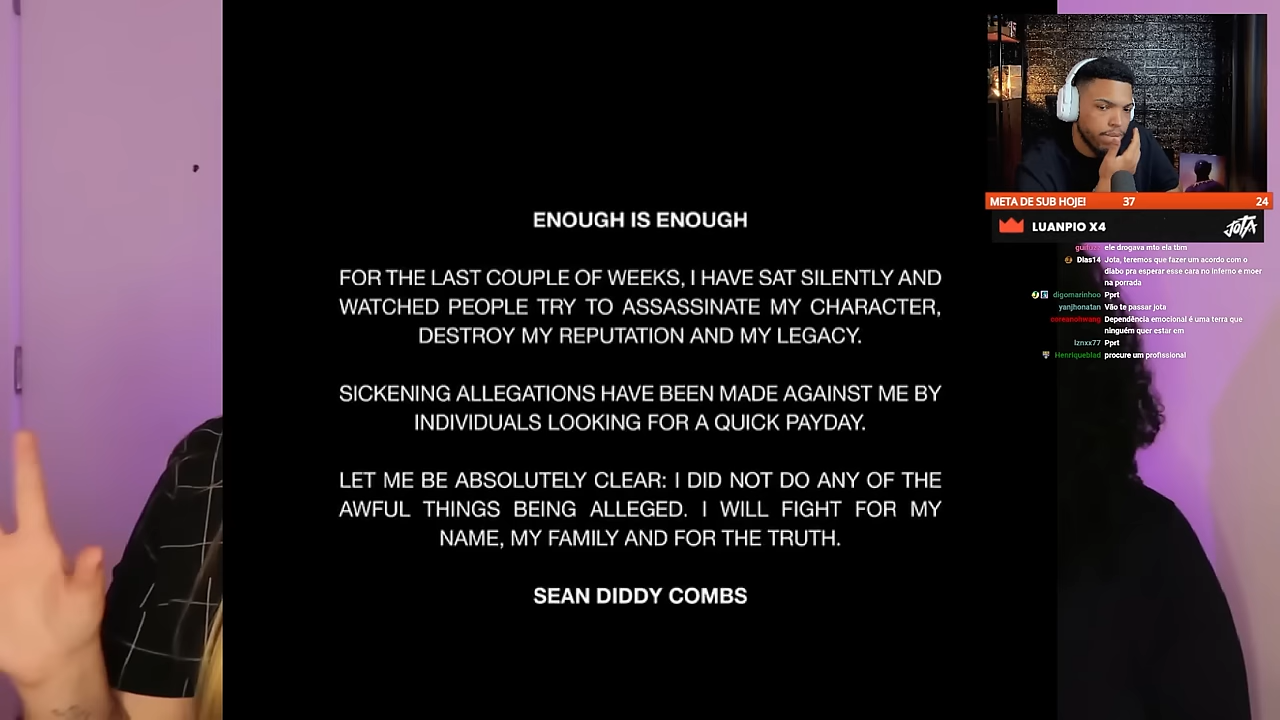 ENOUGH IS ENOUGH
FOR THE LAST COUPLE OF WEEKS, I HAVE SAT SILENTLY AND
WATCHED PEOPLE TRY TO ASSASSINATE MY CHARACTER,
DESTROY MY REPUTATION AND MY LEGACY.
SICKENING ALLEGATIONS HAVE BEEN MADE AGAINST ME BY
INDIVIDUALS LOOKING FOR A QUICK PAYDAY.
LET ME BE ABSOLUTELY CLEAR: I DID NOT DO ANY OF THE
AWFUL THINGS BEING ALLEGED. I WILL FIGHT FOR MY
NAME, MY FAMILY AND FOR THE TRUTH.
SEAN DIDDY COMBS
META DE SUB HOJE! 37 24
LUANPIO X4 JOTA
ele drogava mto ela tbm
Dias14 Jota, teremos que fazer um acordo com o
diabo pra esperar esse cara no inferno e moer
na porrada
digomarinhoo Pprt
yanjhonatan Vão te passar jota
coreanohwang Dependência emocional é uma terra que
ninguém quer estar em
lznxx77 Pprt
Henriqueblad procure um profissional